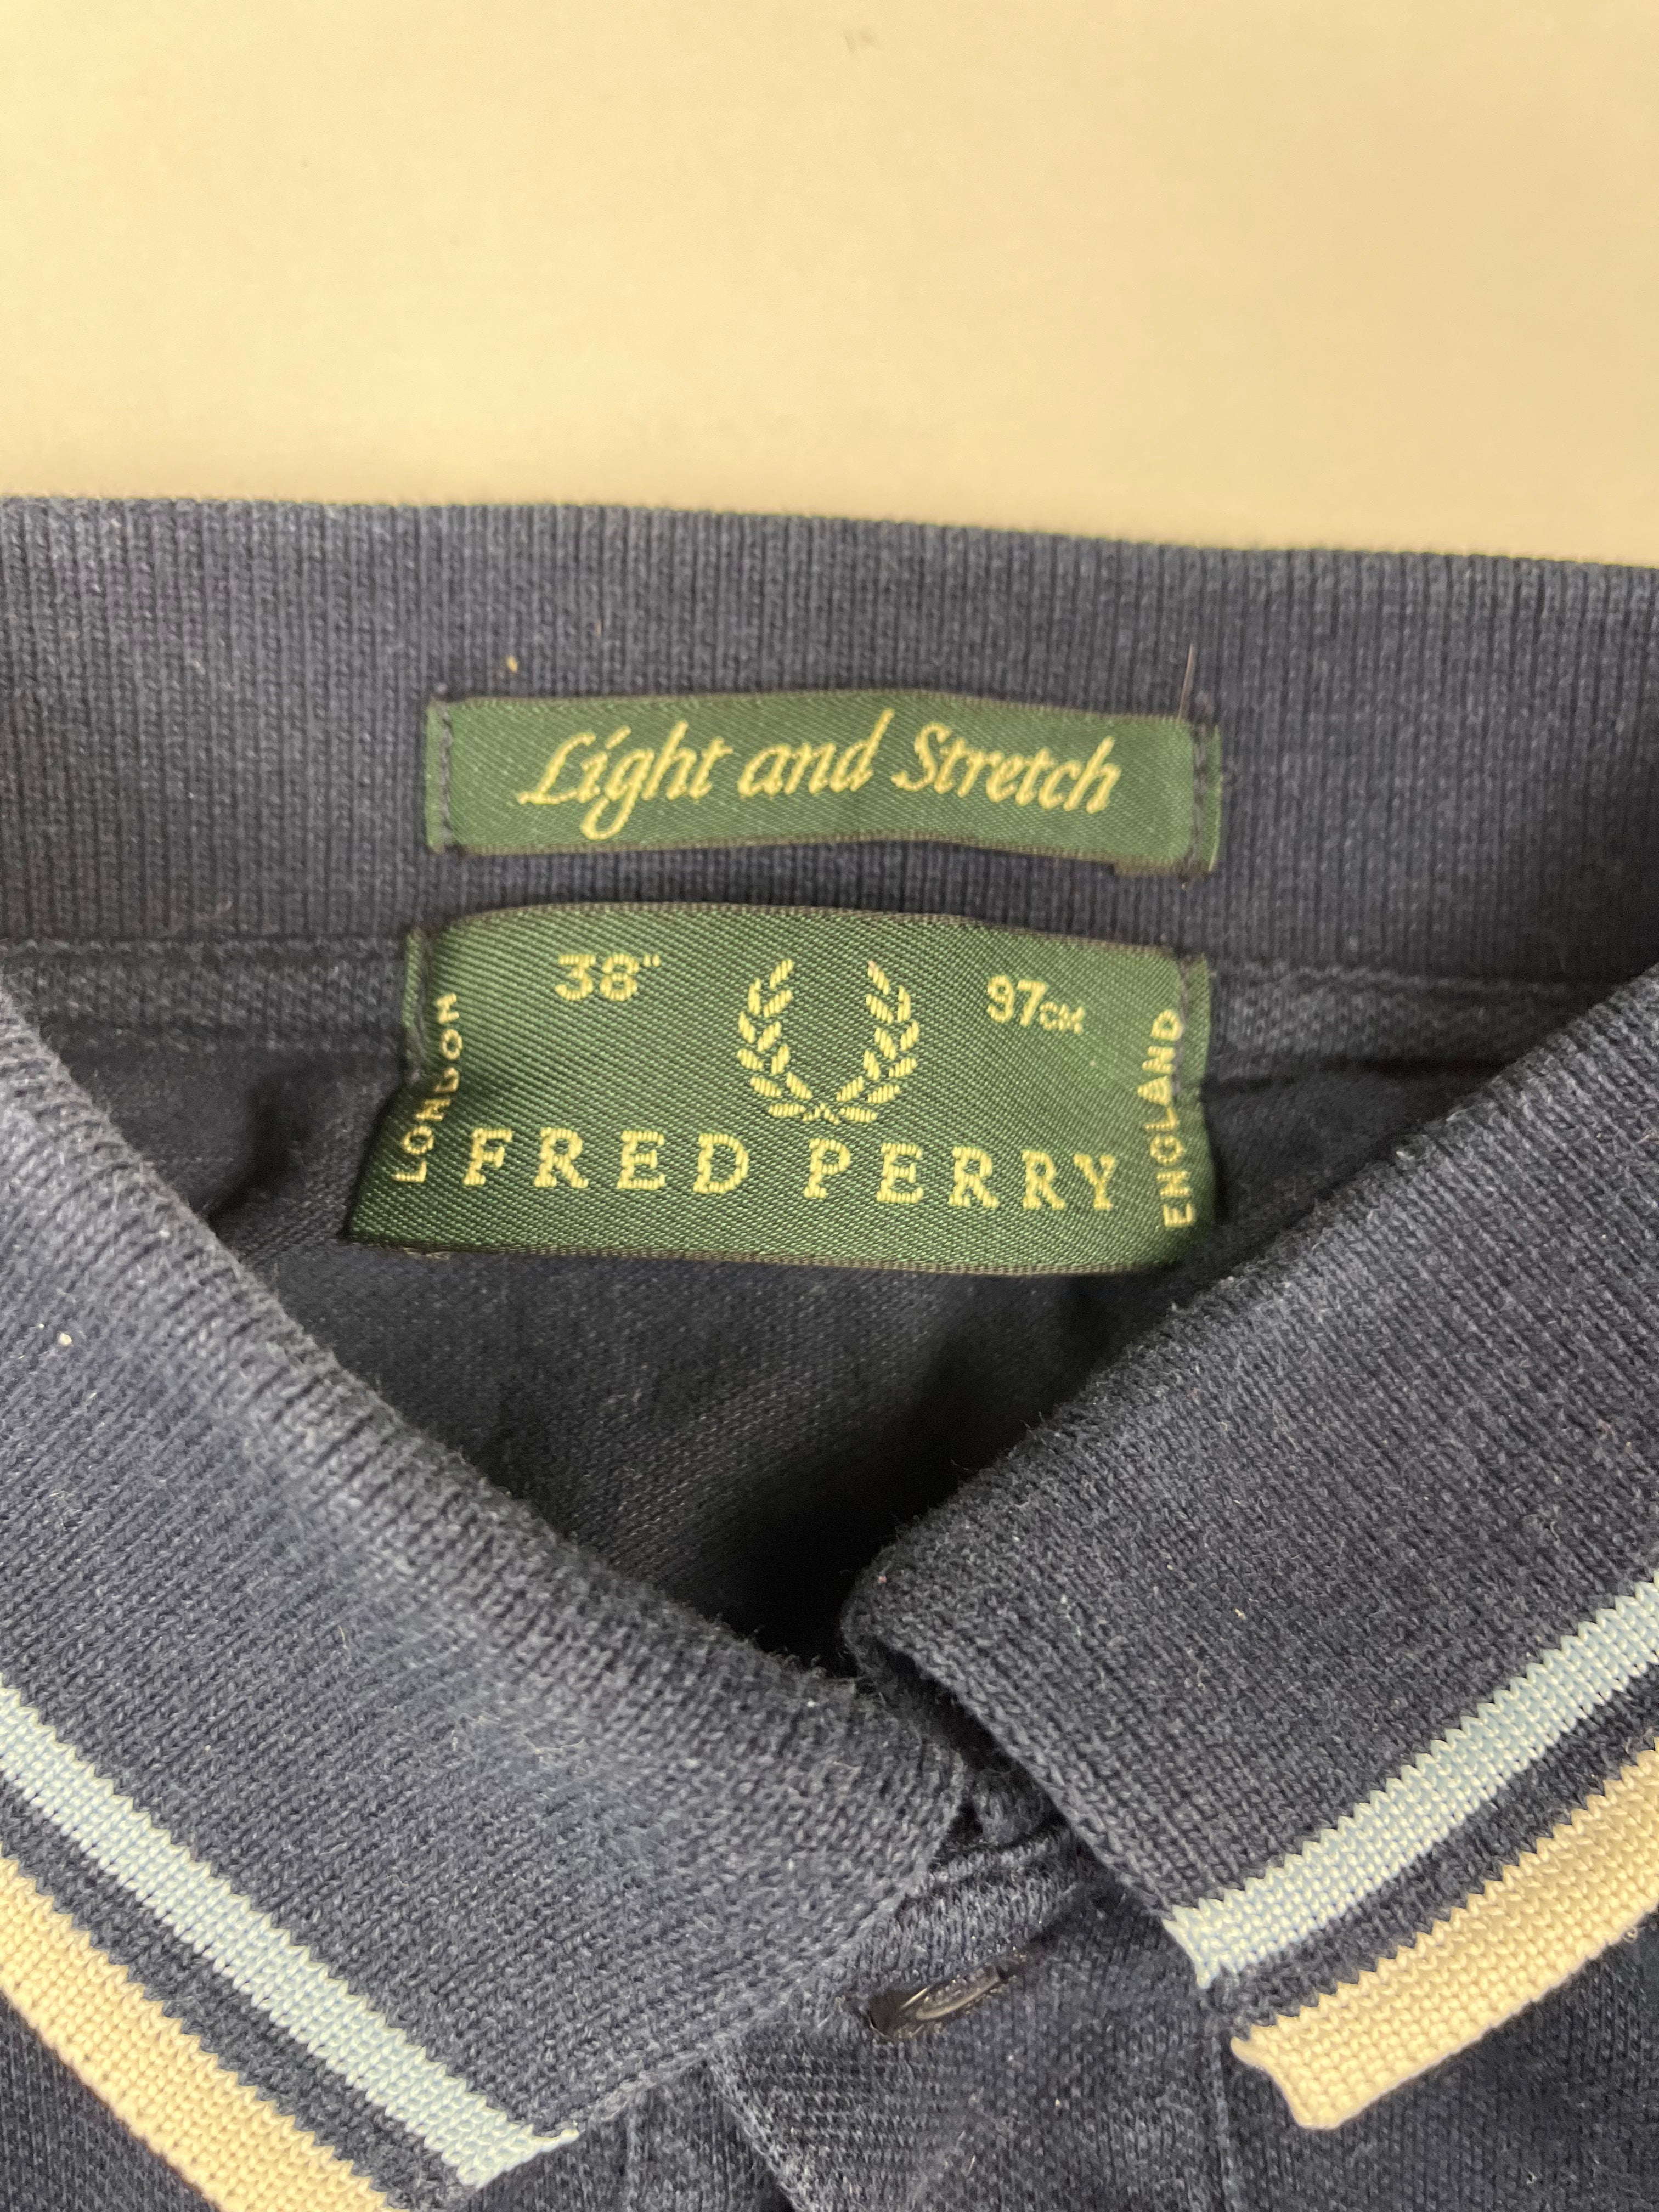 Light and Stretch
38" 97CM
LONDON
FRED PERRY
ENGLAND